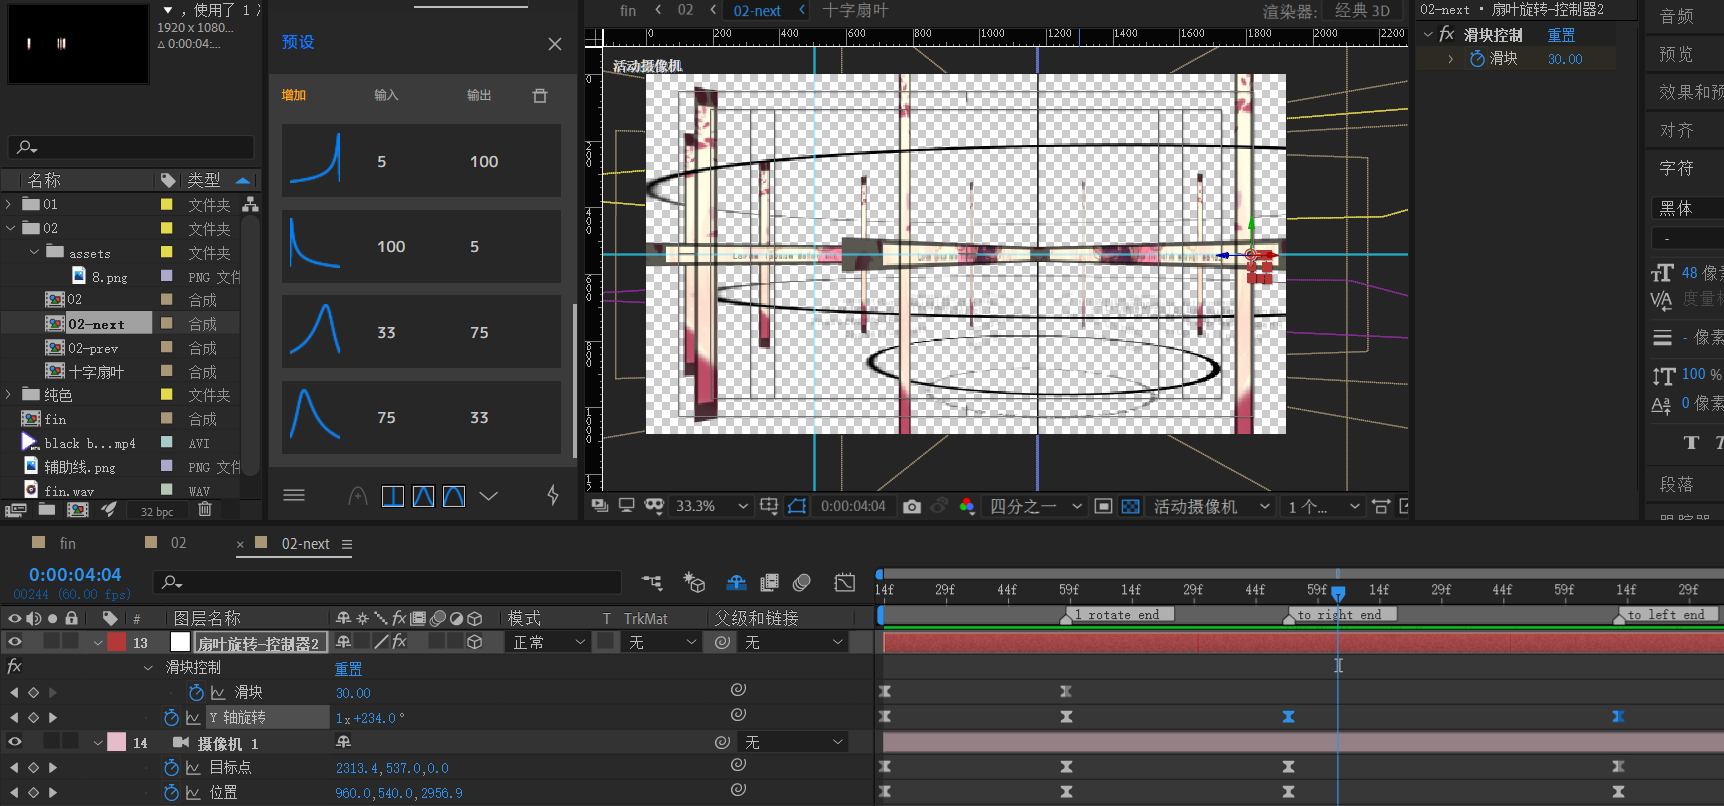 ，使用了 1 次
1920 x 1080...
Δ 0:00:04:...
名称
类型
01
文件夹
02
文件夹
assets
文件夹
8.png
PNG 文件
02
合成
02-next
合成
02-prev
合成
十字扇叶
合成
纯色
文件夹
fin
合成
black b...mp4
AVI
辅助线.png
PNG 文件
fin.wav
WAV
32 bpc
预设
增加
输入
输出
5
100
100
5
33
75
75
33
fin
02
02-next
十字扇叶
渲染器:
经典 3D
0
200
400
600
800
1000
1200
1400
1600
1800
2000
2200
活动摄像机
33.3%
0:00:04:04
四分之一
活动摄像机
1 个...
02-next • 扇叶旋转-控制器2
fx 滑块控制
重置
滑块
30.00
音频
预览
效果和预
对齐
字符
黑体
-
48 像素
度量标
- 像素
100 %
0 像素
T T
段落
跟踪器
fin
02
× 02-next
0:00:04:04
00244 (60.00 fps)
# 图层名称
模式
T TrkMat
父级和链接
14f
29f
44f
59f
14f
29f
44f
59f
14f
29f
44f
59f
14f
29f
1 rotate end
to right end
to left end
13
扇叶旋转-控制器2
fx
正常
无
无
fx
滑块控制
重置
滑块
30.00
Y 轴旋转
1x+234.0°
14
摄像机 1
无
目标点
2313.4,537.0,0.0
位置
960.0,540.0,2956.9